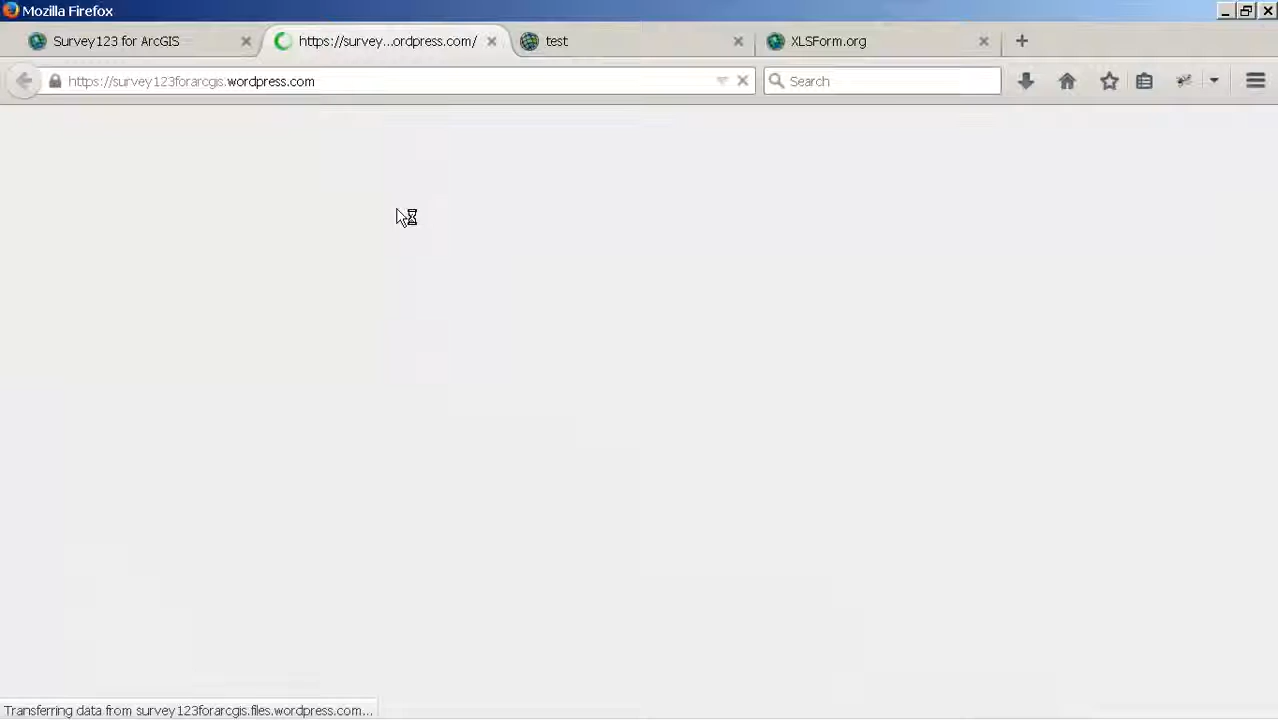 Mozilla Firefox
Survey123 for ArcGIS
https://survey...ordpress.com/
test
XLSForm.org
https://survey123forarcgis.wordpress.com
Search
Transferring data from survey123forarcgis.files.wordpress.com...